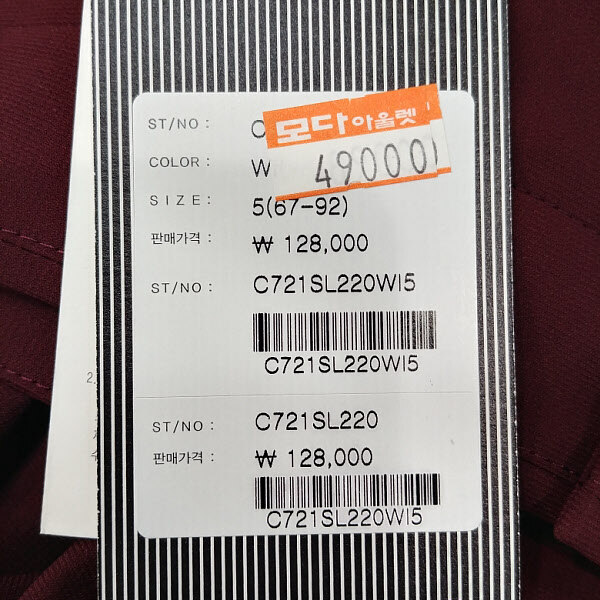 ST/NO : C
모다아울렛
COLOR : W
49000
SIZE : 5(67-92)
판매가격 : ₩ 128,000
ST/NO : C721SL220WI5
C721SL220WI5
ST/NO : C721SL220
판매가격 : ₩ 128,000
C721SL220WI5
2.